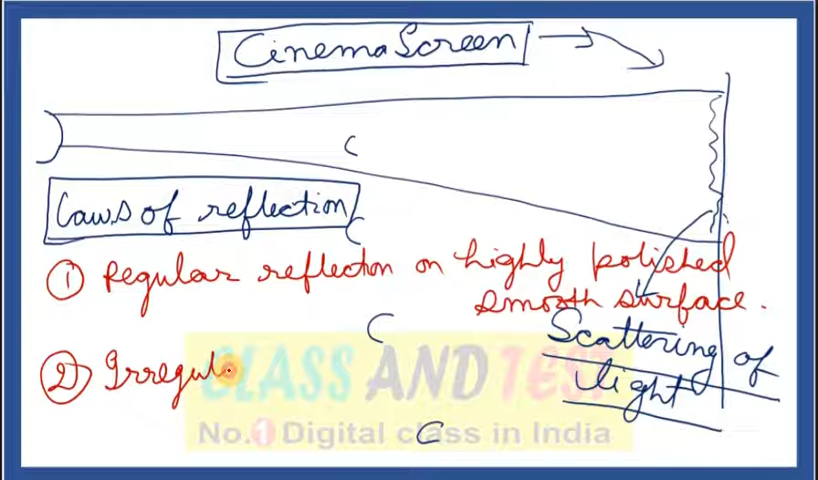 Cinema Screen
Laws of reflection
① Regular reflection on highly polished
smooth surface.
Scattering of
light
② Irregul
CLASS AND TEST
No.1 Digital class in India